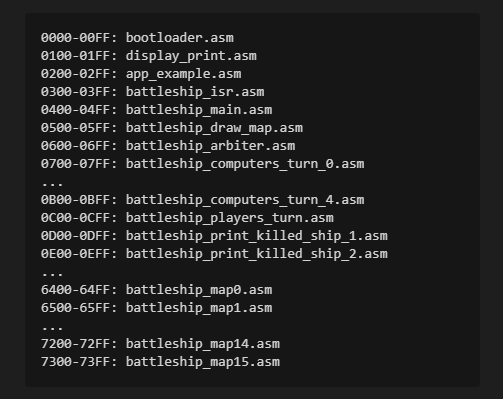 0000-00FF: bootloader.asm
0100-01FF: display_print.asm
0200-02FF: app_example.asm
0300-03FF: battleship_isr.asm
0400-04FF: battleship_main.asm
0500-05FF: battleship_draw_map.asm
0600-06FF: battleship_arbiter.asm
0700-07FF: battleship_computers_turn_0.asm
...
0B00-0BFF: battleship_computers_turn_4.asm
0C00-0CFF: battleship_players_turn.asm
0D00-0DFF: battleship_print_killed_ship_1.asm
0E00-0EFF: battleship_print_killed_ship_2.asm
...
6400-64FF: battleship_map0.asm
6500-65FF: battleship_map1.asm
...
7200-72FF: battleship_map14.asm
7300-73FF: battleship_map15.asm